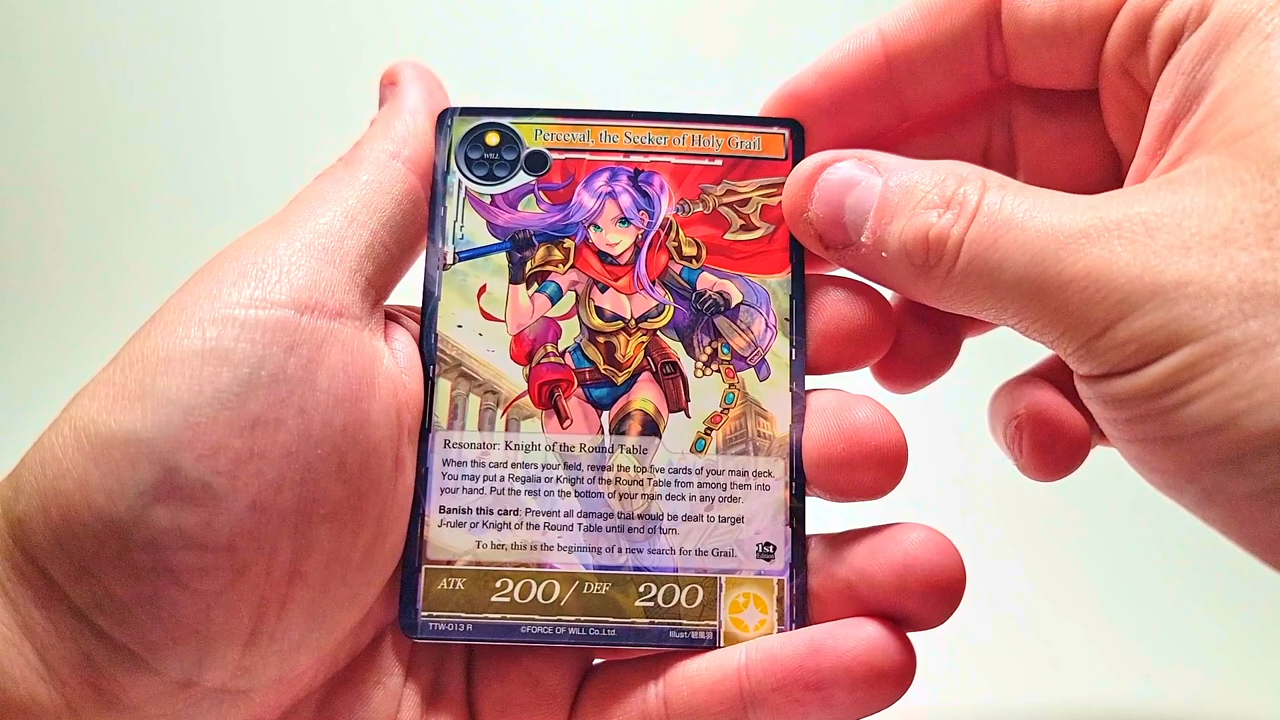 WILL
Perceval, the Seeker of Holy Grail
Resonator: Knight of the Round Table
When this card enters your field, reveal the top five cards of your main deck.
You may put a Regalia or Knight of the Round Table from among them into
your hand. Put the rest on the bottom of your main deck in any order.
Banish this card: Prevent all damage that would be dealt to target
J-ruler or Knight of the Round Table until end of turn.
To her, this is the beginning of a new search for the Grail.
1st
Edition
ATK 200 / DEF 200
TTW-013 R ©FORCE OF WILL Co.,Ltd. Illust/碧風羽